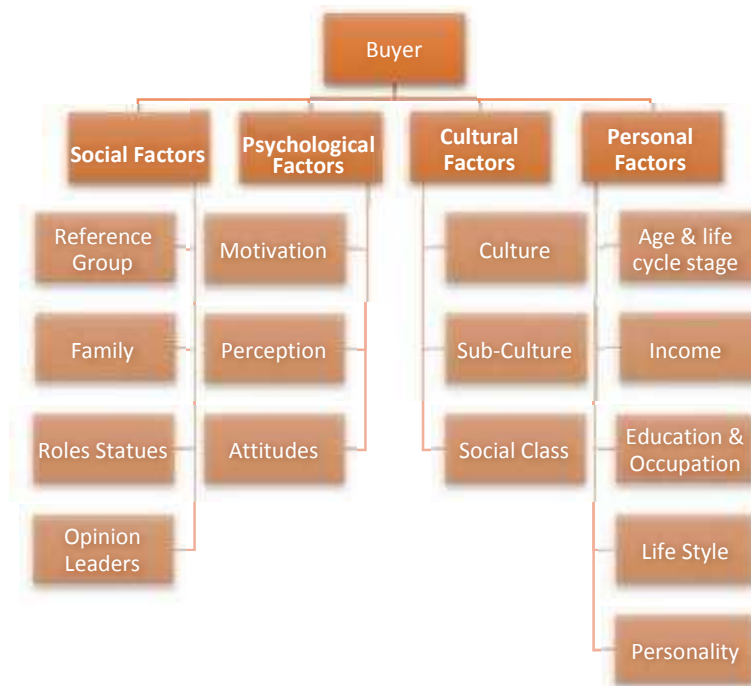 Buyer
Social Factors
Psychological
Factors
Cultural
Factors
Personal
Factors
Reference
Group
Family
Roles Statues
Opinion
Leaders
Motivation
Perception
Attitudes
Culture
Sub-Culture
Social Class
Age & life
cycle stage
Income
Education &
Occupation
Life Style
Personality